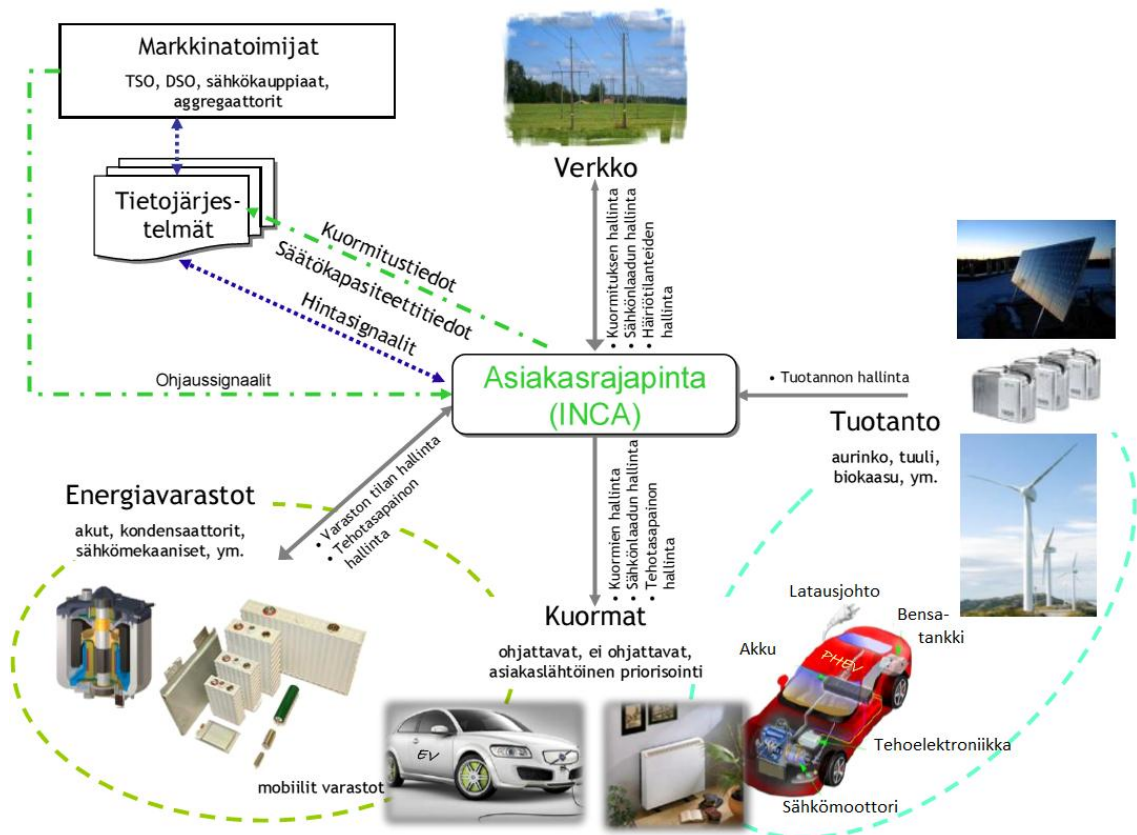 Markkinatoimijat
TSO, DSO, sähkökauppiaat,
aggregaattorit
Tietojärjes-
telmät
Verkko
• Kuormituksen hallinta
• Sähkönlaadun hallinta
• Häiriötilanteiden
hallinta
Kuormitustiedot
Säätökapasiteettitiedot
Hintasignaalit
Ohjaussignaalit
Asiakasrajapinta
(INCA)
• Tuotannon hallinta
Tuotanto
aurinko, tuuli,
biokaasu, ym.
Energiavarastot
akut, kondensaattorit,
sähkömekaaniset, ym.
• Varaston tilan hallinta
• Tehotasapainon
hallinta
• Kuormien hallinta
• Sähkönlaadun hallinta
• Tehotasapainon
hallinta
Kuormat
ohjattavat, ei ohjattavat,
asiakaslähtöinen priorisointi
mobiilit varastot
EV
Latausjohto
Bensa-
tankki
Akku
PHEV
Tehoelektroniikka
Sähkömoottori